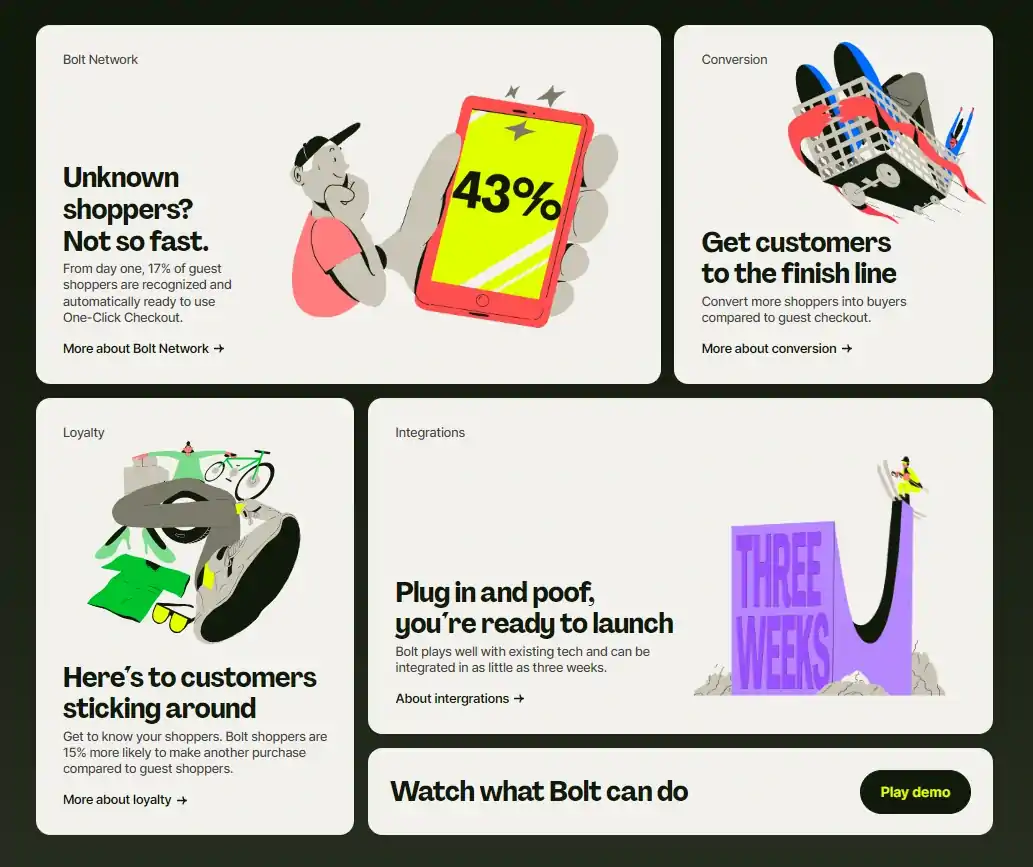 Bolt Network
Unknown
shoppers?
Not so fast.
From day one, 17% of guest
shoppers are recognized and
automatically ready to use
One-Click Checkout.
More about Bolt Network →
43%
Conversion
Get customers
to the finish line
Convert more shoppers into buyers
compared to guest checkout.
More about conversion →
Loyalty
Here's to customers
sticking around
Get to know your shoppers. Bolt shoppers are
15% more likely to make another purchase
compared to guest shoppers.
More about loyalty →
Integrations
Plug in and poof,
you're ready to launch
Bolt plays well with existing tech and can be
integrated in as little as three weeks.
About intergrations →
THREE
WEEKS
Watch what Bolt can do
Play demo